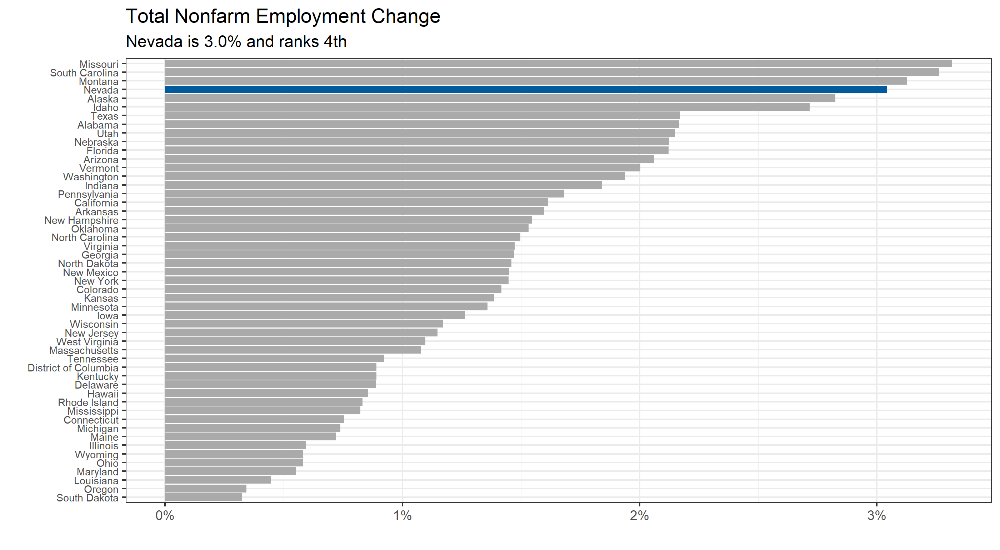 Total Nonfarm Employment Change
Nevada is 3.0% and ranks 4th
Missouri
South Carolina
Montana
Nevada
Alaska
Idaho
Texas
Alabama
Utah
Nebraska
Florida
Arizona
Vermont
Washington
Indiana
Pennsylvania
California
Arkansas
New Hampshire
Oklahoma
North Carolina
Virginia
Georgia
North Dakota
New Mexico
New York
Colorado
Kansas
Minnesota
Iowa
Wisconsin
New Jersey
West Virginia
Massachusetts
Tennessee
District of Columbia
Kentucky
Delaware
Hawaii
Rhode Island
Mississippi
Connecticut
Michigan
Maine
Illinois
Wyoming
Ohio
Maryland
Louisiana
Oregon
South Dakota
0% 1% 2% 3%